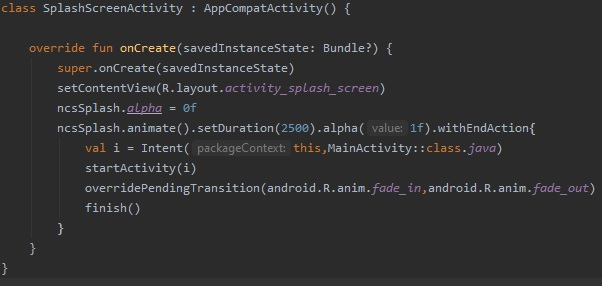 class SplashScreenActivity : AppCompatActivity() {
override fun onCreate(savedInstanceState: Bundle?) {
super.onCreate(savedInstanceState)
setContentView(R.layout.activity_splash_screen)
ncsSplash.alpha = 0f
ncsSplash.animate().setDuration(2500).alpha( value: 1f).withEndAction{
val i = Intent( packageContext: this,MainActivity::class.java)
startActivity(i)
overridePendingTransition(android.R.anim.fade_in,android.R.anim.fade_out)
finish()
}
}
}